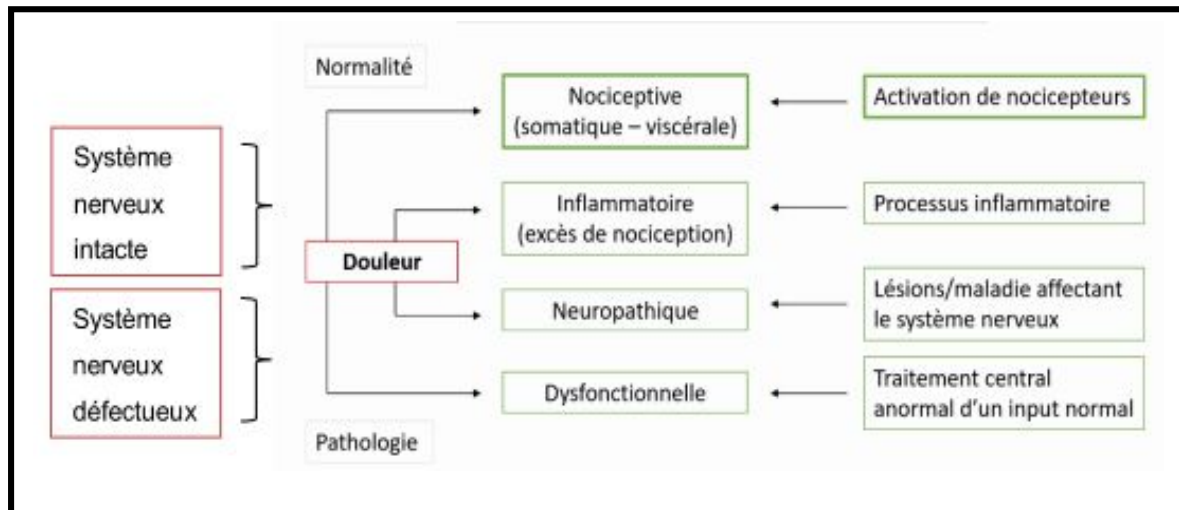 Normalité
Système
nerveux
intacte
Système
nerveux
défectueux
Douleur
Pathologie
Nociceptive
(somatique – viscérale)
Inflammatoire
(excès de nociception)
Neuropathique
Dysfonctionnelle
Activation de nocicepteurs
Processus inflammatoire
Lésions/maladie affectant
le système nerveux
Traitement central
anormal d'un input normal